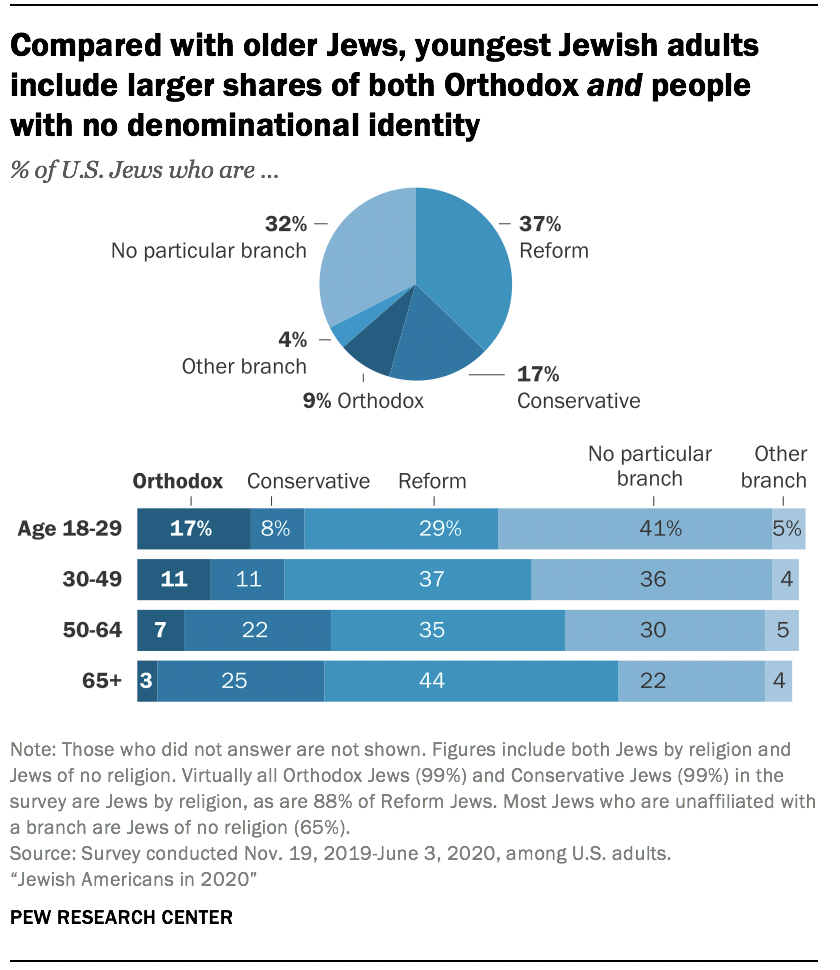 Compared with older Jews, youngest Jewish adults
include larger shares of both Orthodox and people
with no denominational identity
% of U.S. Jews who are ...
32%
No particular branch
37%
Reform
4%
Other branch
9% Orthodox
17%
Conservative
No particular branch
Other branch
Orthodox Conservative Reform
Age 18-29 17% 8% 29% 41% 5%
30-49 11 11 37 36 4
50-64 7 22 35 30 5
65+ 3 25 44 22 4
Note: Those who did not answer are not shown. Figures include both Jews by religion and
Jews of no religion. Virtually all Orthodox Jews (99%) and Conservative Jews (99%) in the
survey are Jews by religion, as are 88% of Reform Jews. Most Jews who are unaffiliated with
a branch are Jews of no religion (65%).
Source: Survey conducted Nov. 19, 2019-June 3, 2020, among U.S. adults.
“Jewish Americans in 2020”
PEW RESEARCH CENTER